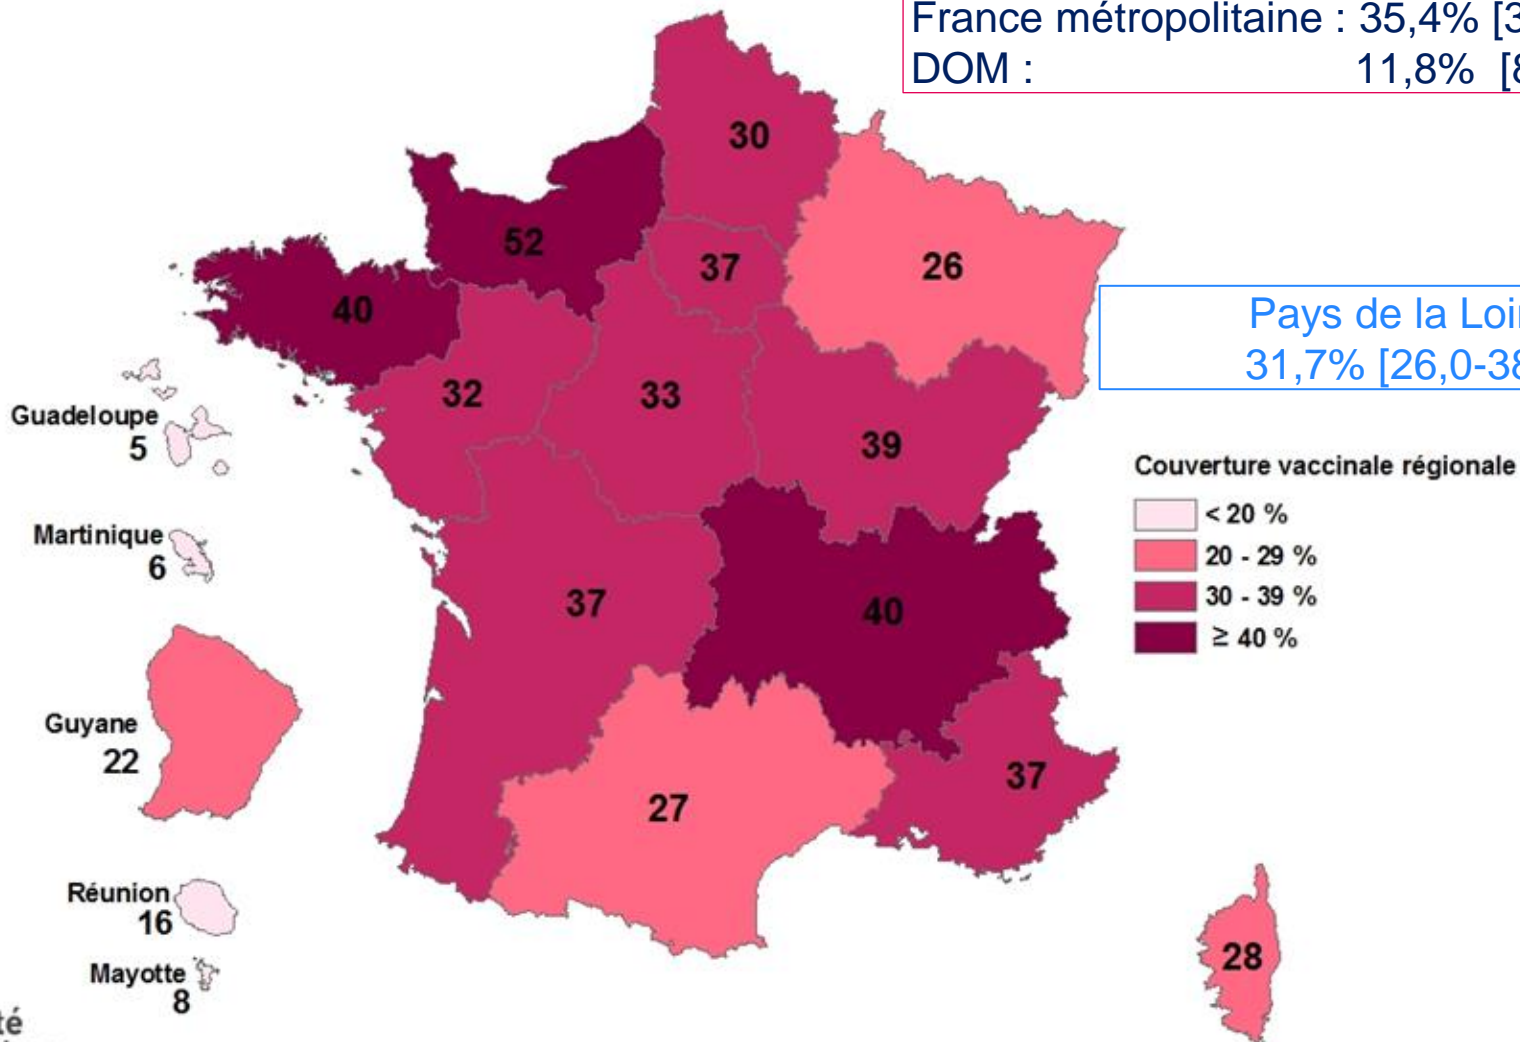 France métropolitaine : 35,4% [3
DOM : 11,8% [8
30
52
37
26
40
Pays de la Loi
31,7% [26,0-38
32
33
Guadeloupe
5
39
Couverture vaccinale régionale
< 20 %
20 - 29 %
30 - 39 %
≥ 40 %
Martinique
6
37
40
Guyane
22
27
37
Réunion
16
28
Mayotte
8
té